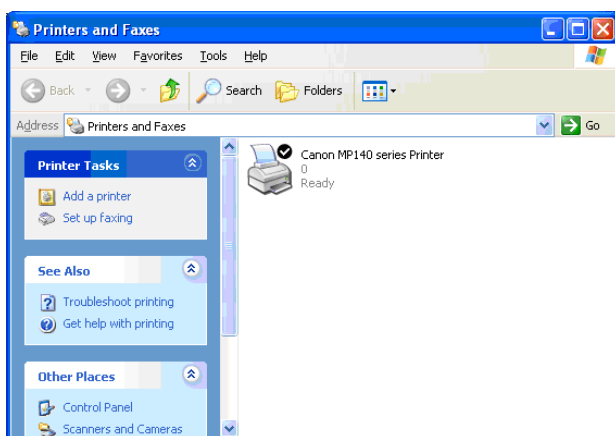 Printers and Faxes
File Edit View Favorites Tools Help
Back Search Folders
Address Printers and Faxes Go
Printer Tasks
Add a printer
Set up faxing
See Also
Troubleshoot printing
Get help with printing
Other Places
Control Panel
Scanners and Cameras
Canon MP140 series Printer
0
Ready